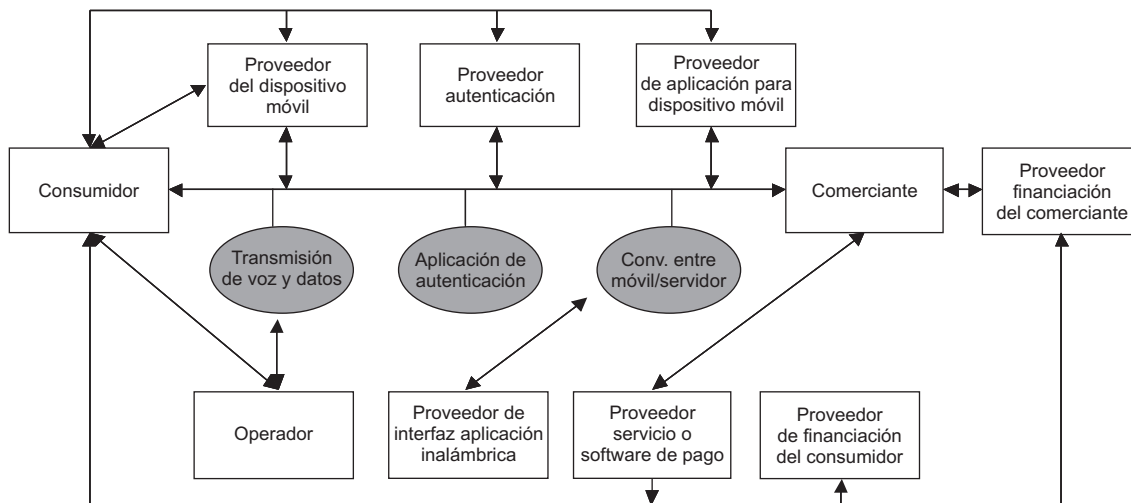 Proveedor
del dispositivo
móvil
Proveedor
autenticación
Proveedor
de aplicación para
dispositivo móvil
Consumidor
Comerciante
Proveedor
financiación
del comerciante
Transmisión
de voz y datos
Aplicación de
autenticación
Conv. entre
móvil/servidor
Operador
Proveedor de
interfaz aplicación
inalámbrica
Proveedor
servicio o
software de pago
Proveedor
de financiación
del consumidor